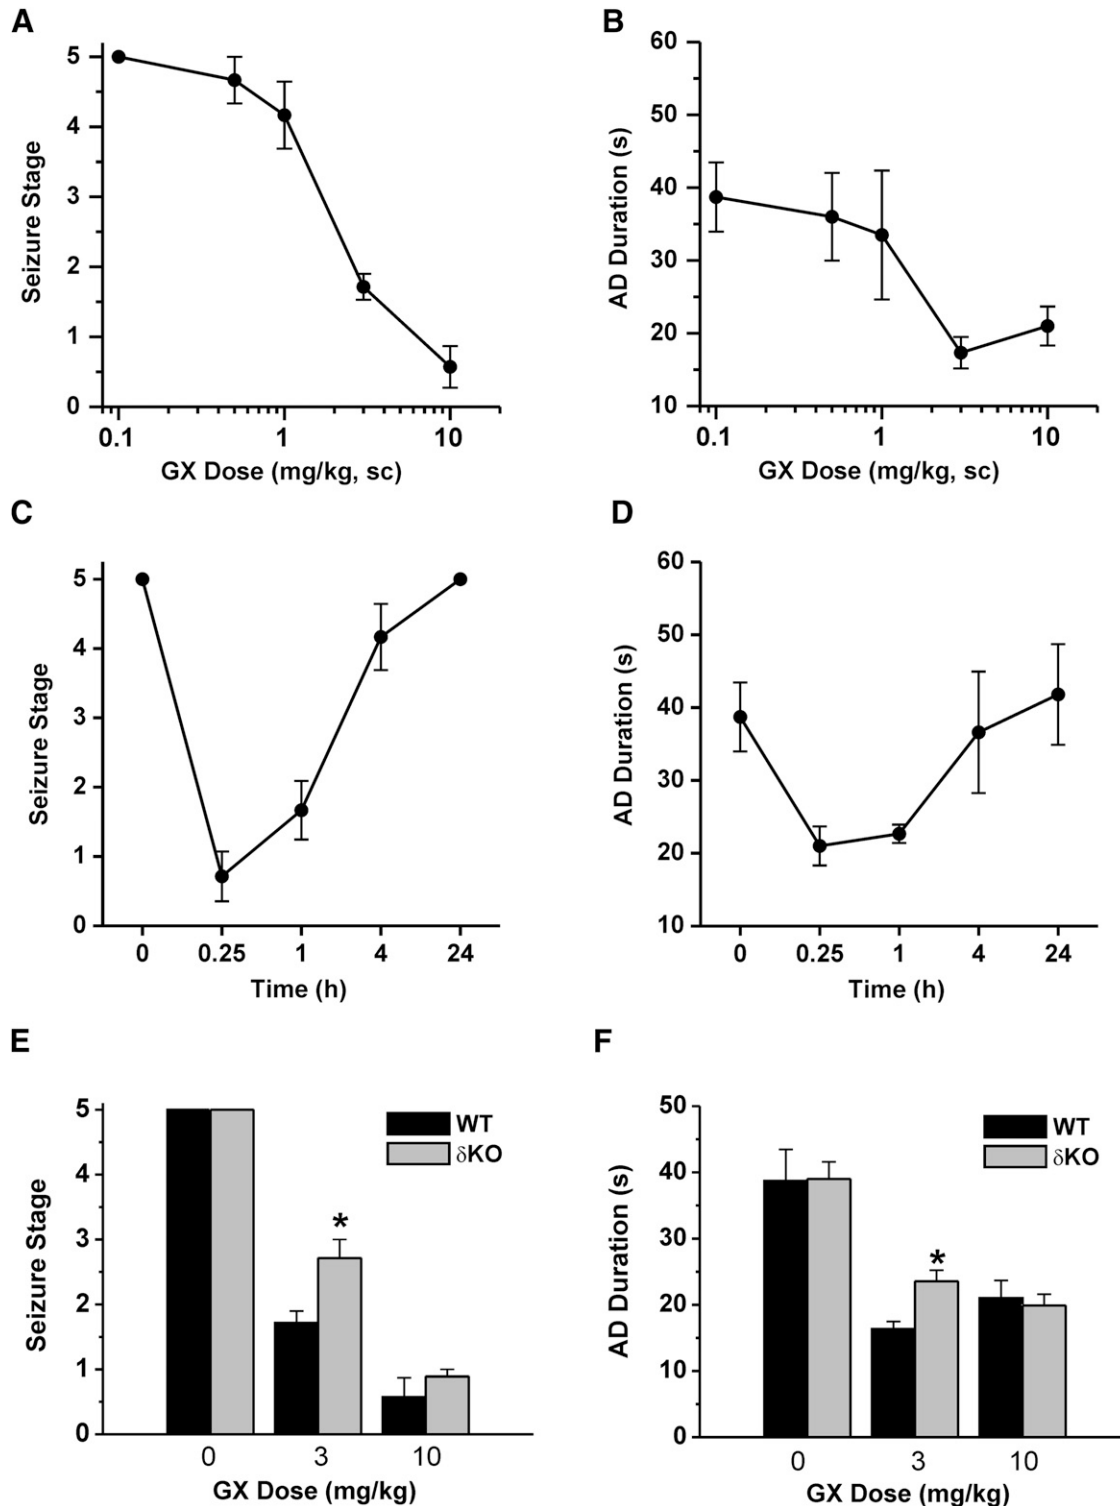 A
5
4
3
2
1
0
Seizure Stage
0.1 1 10
GX Dose (mg/kg, sc)
B
60
50
40
30
20
10
AD Duration (s)
0.1 1 10
GX Dose (mg/kg, sc)
C
5
4
3
2
1
0
Seizure Stage
0 0.25 1 4 24
Time (h)
D
60
50
40
30
20
10
AD Duration (s)
0 0.25 1 4 24
Time (h)
E
5
4
3
2
1
0
Seizure Stage
WT
δKO
*
0 3 10
GX Dose (mg/kg)
F
50
40
30
20
10
0
AD Duration (s)
WT
δKO
*
0 3 10
GX Dose (mg/kg)